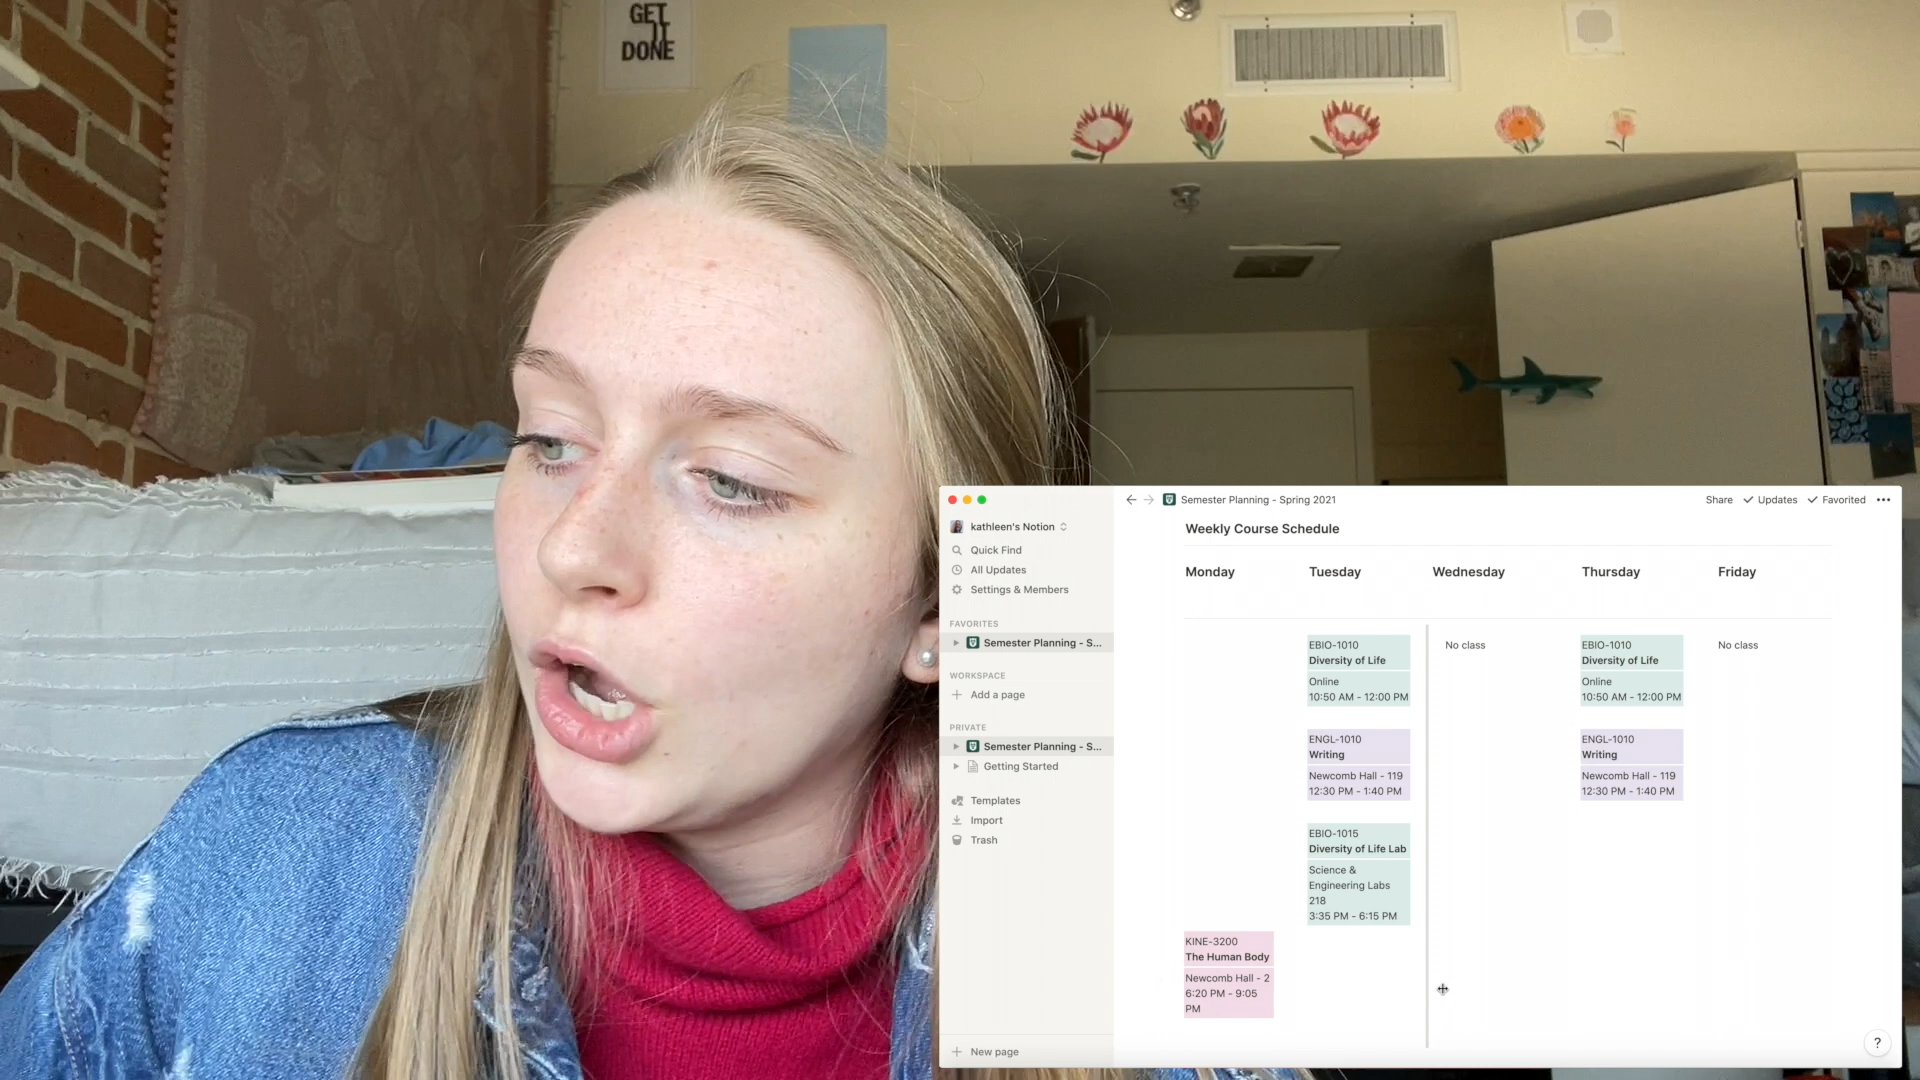 GET
IT
DONE
Semester Planning - Spring 2021
Share
Updates
Favorited
kathleen's Notion
Quick Find
All Updates
Settings & Members
FAVORITES
Semester Planning - S...
WORKSPACE
Add a page
PRIVATE
Semester Planning - S...
Getting Started
Templates
Import
Trash
New page
Weekly Course Schedule
Monday
Tuesday
Wednesday
Thursday
Friday
KINE-3200
The Human Body
Newcomb Hall - 2
6:20 PM - 9:05
PM
EBIO-1010
Diversity of Life
Online
10:50 AM - 12:00 PM
ENGL-1010
Writing
Newcomb Hall - 119
12:30 PM - 1:40 PM
EBIO-1015
Diversity of Life Lab
Science &
Engineering Labs
218
3:35 PM - 6:15 PM
No class
EBIO-1010
Diversity of Life
Online
10:50 AM - 12:00 PM
ENGL-1010
Writing
Newcomb Hall - 119
12:30 PM - 1:40 PM
No class
?